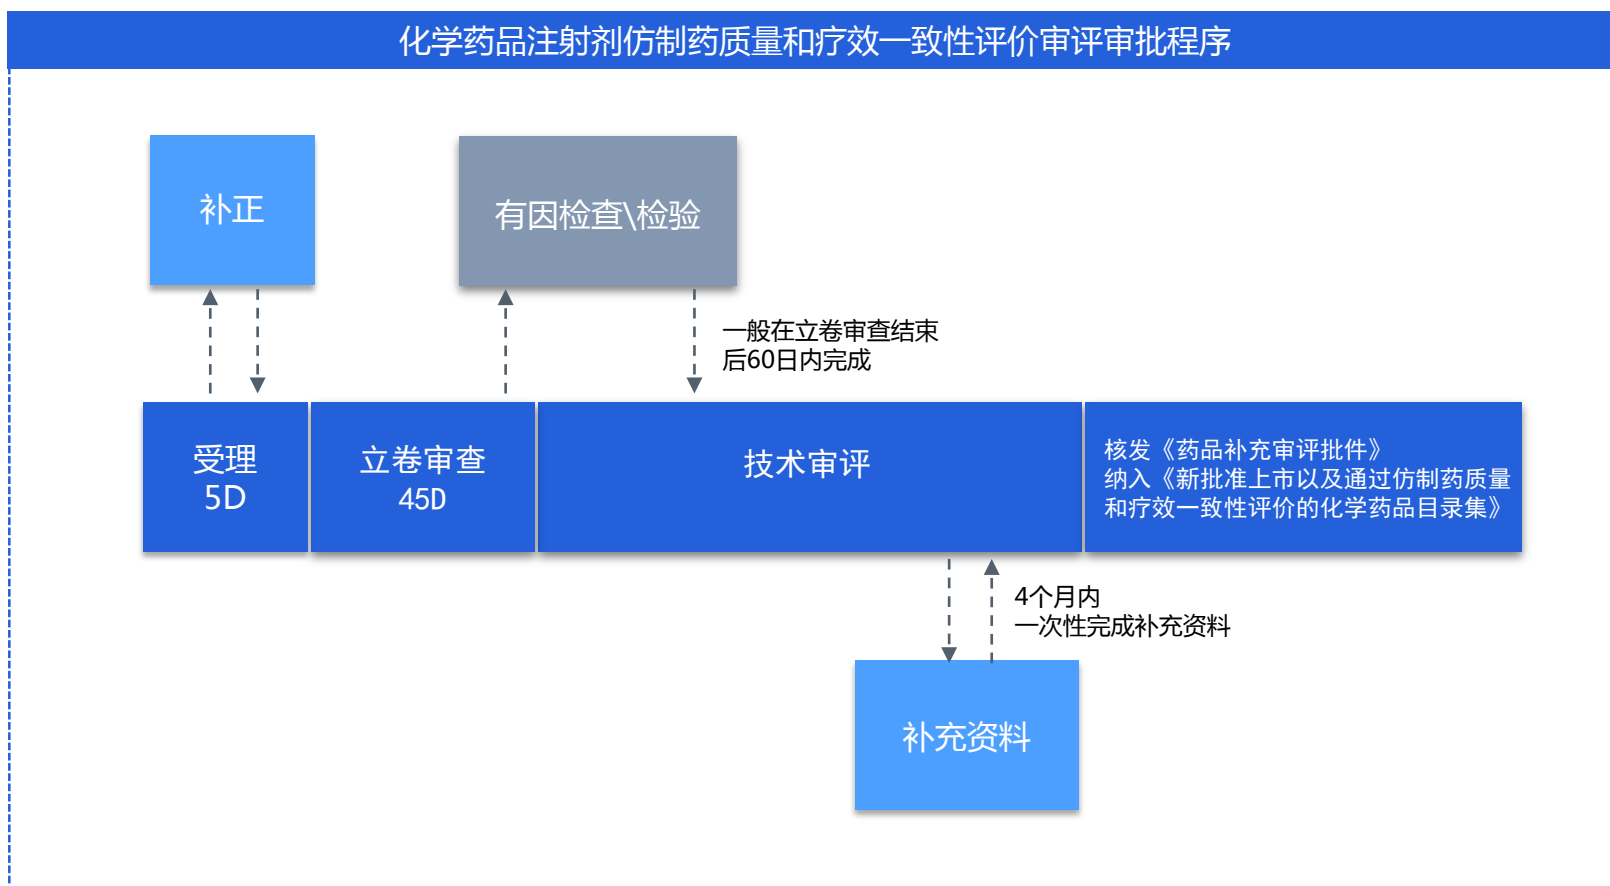 化学药品注射剂仿制药质量和疗效一致性评价审评审批程序
补正
有因检查\检验
一般在立卷审查结束
后60日内完成
受理
5D
立卷审查
45D
技术审评
核发《药品补充审评批件》
纳入《新批准上市以及通过仿制药质量
和疗效一致性评价的化学药品目录集》
4个月内
一次性完成补充资料
补充资料